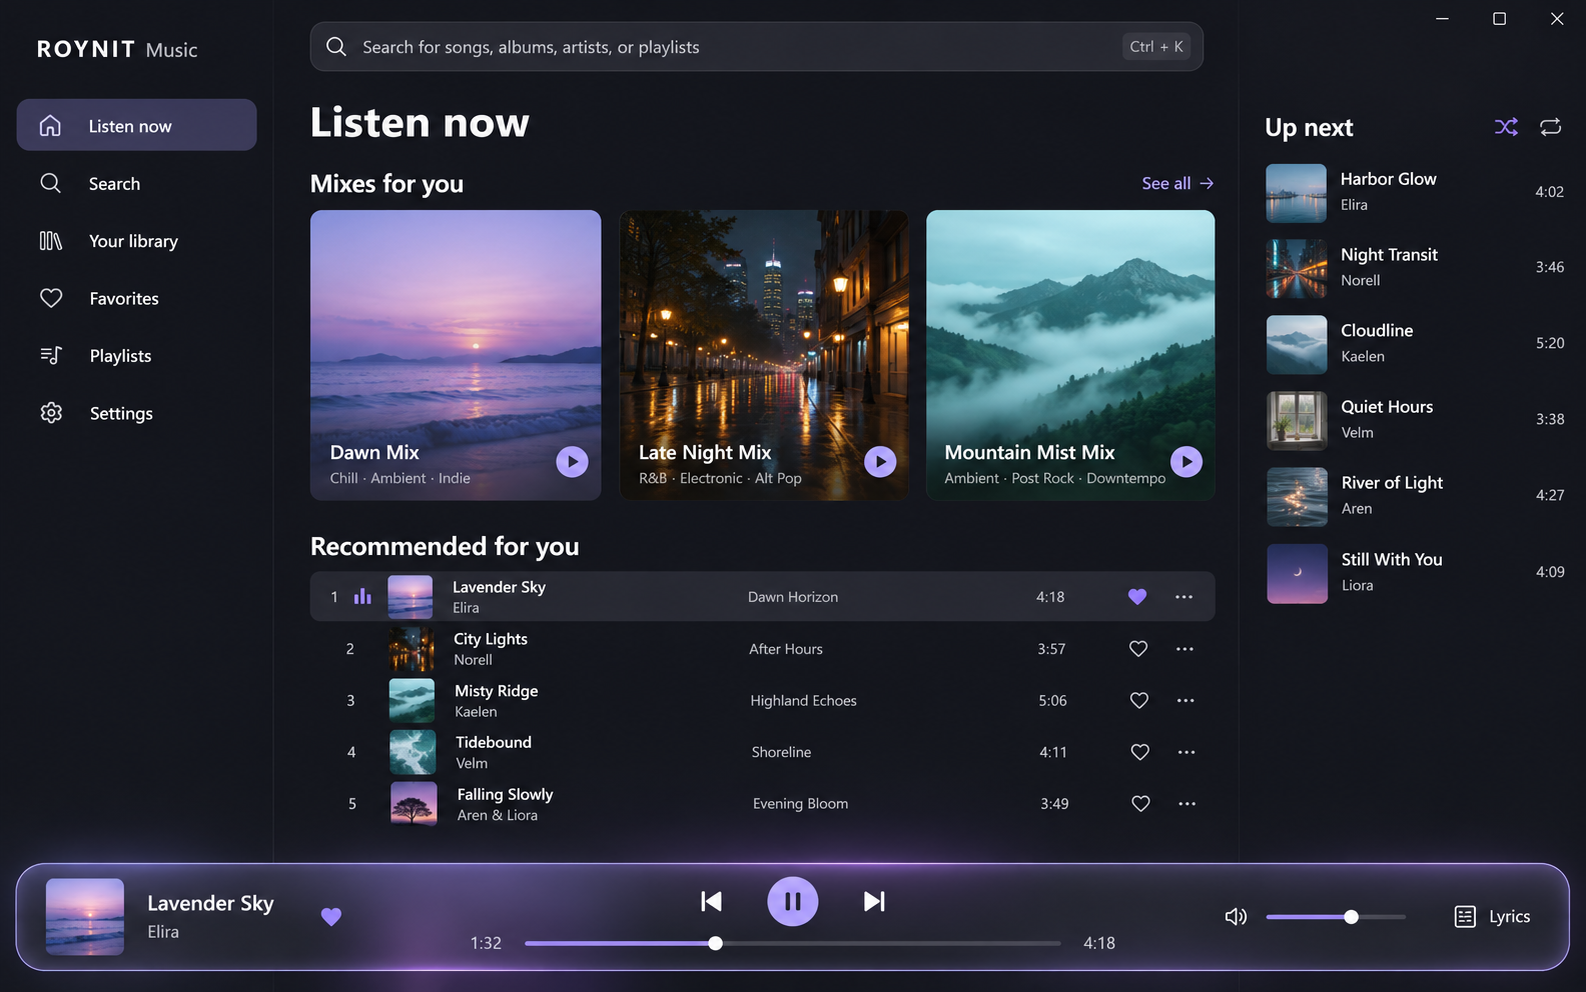 ROYNIT Music
Listen now
Search
Your library
Favorites
Playlists
Settings
Search for songs, albums, artists, or playlists
Ctrl + K
Listen now
Mixes for you
See all →
Dawn Mix
Chill · Ambient · Indie
Late Night Mix
R&B · Electronic · Alt Pop
Mountain Mist Mix
Ambient · Post Rock · Downtempo
Recommended for you
1 Lavender Sky Dawn Horizon 4:18
Elira
2 City Lights After Hours 3:57
Norell
3 Misty Ridge Highland Echoes 5:06
Kaelen
4 Tidebound Shoreline 4:11
Velm
5 Falling Slowly Evening Bloom 3:49
Aren & Liora
Up next
Harbor Glow 4:02
Elira
Night Transit 3:46
Norell
Cloudline 5:20
Kaelen
Quiet Hours 3:38
Velm
River of Light 4:27
Aren
Still With You 4:09
Liora
Lavender Sky
Elira
1:32
4:18
Lyrics